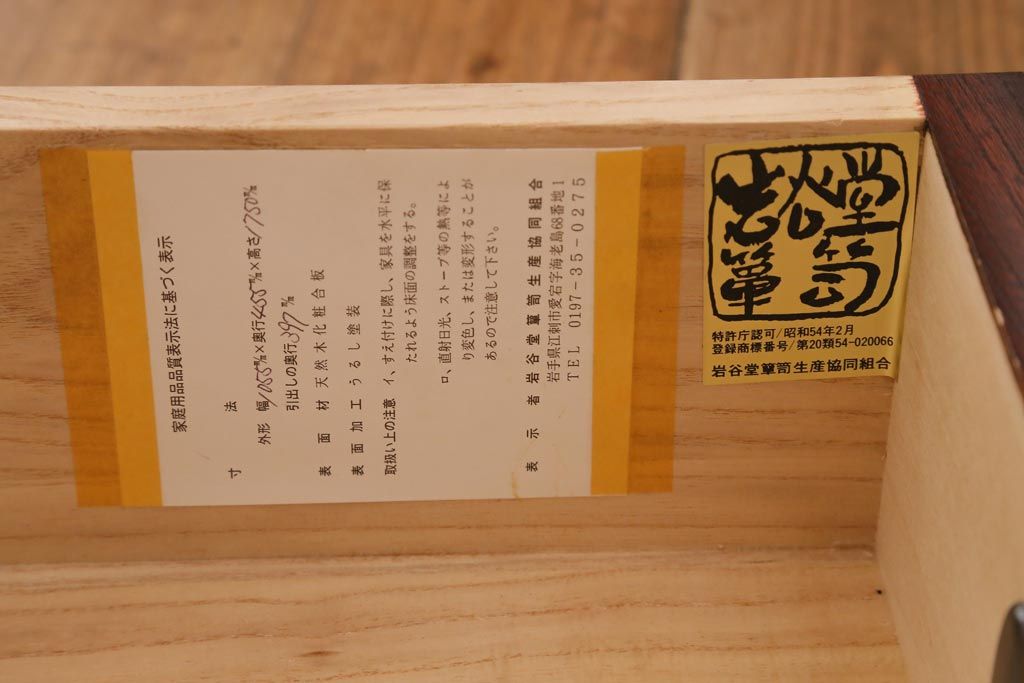 家庭用品品質表示法に基づく表示
寸法
外形 幅1,055㎜×奥行455㎜×高さ1,750㎜
引出しの奥行397㎜
表面材 天然木化粧合板
表面加工 うるし塗装
取扱い上の注意 イ、すえ付けに際し、家具を水平に保
たれるよう床面の調整をする。
ロ、直射日光、ストーブ等の熱等によ
り変色し、または変形することが
あるので注意して下さい。
表示者 岩谷堂簞笥生産協同組合
岩手県江刺市愛宕字海老島68番地1
TEL 0197-35-0275
岩谷堂
簞笥
特許庁認可/昭和54年2月
登録商標番号/第20類54-020066
岩谷堂簞笥生産協同組合